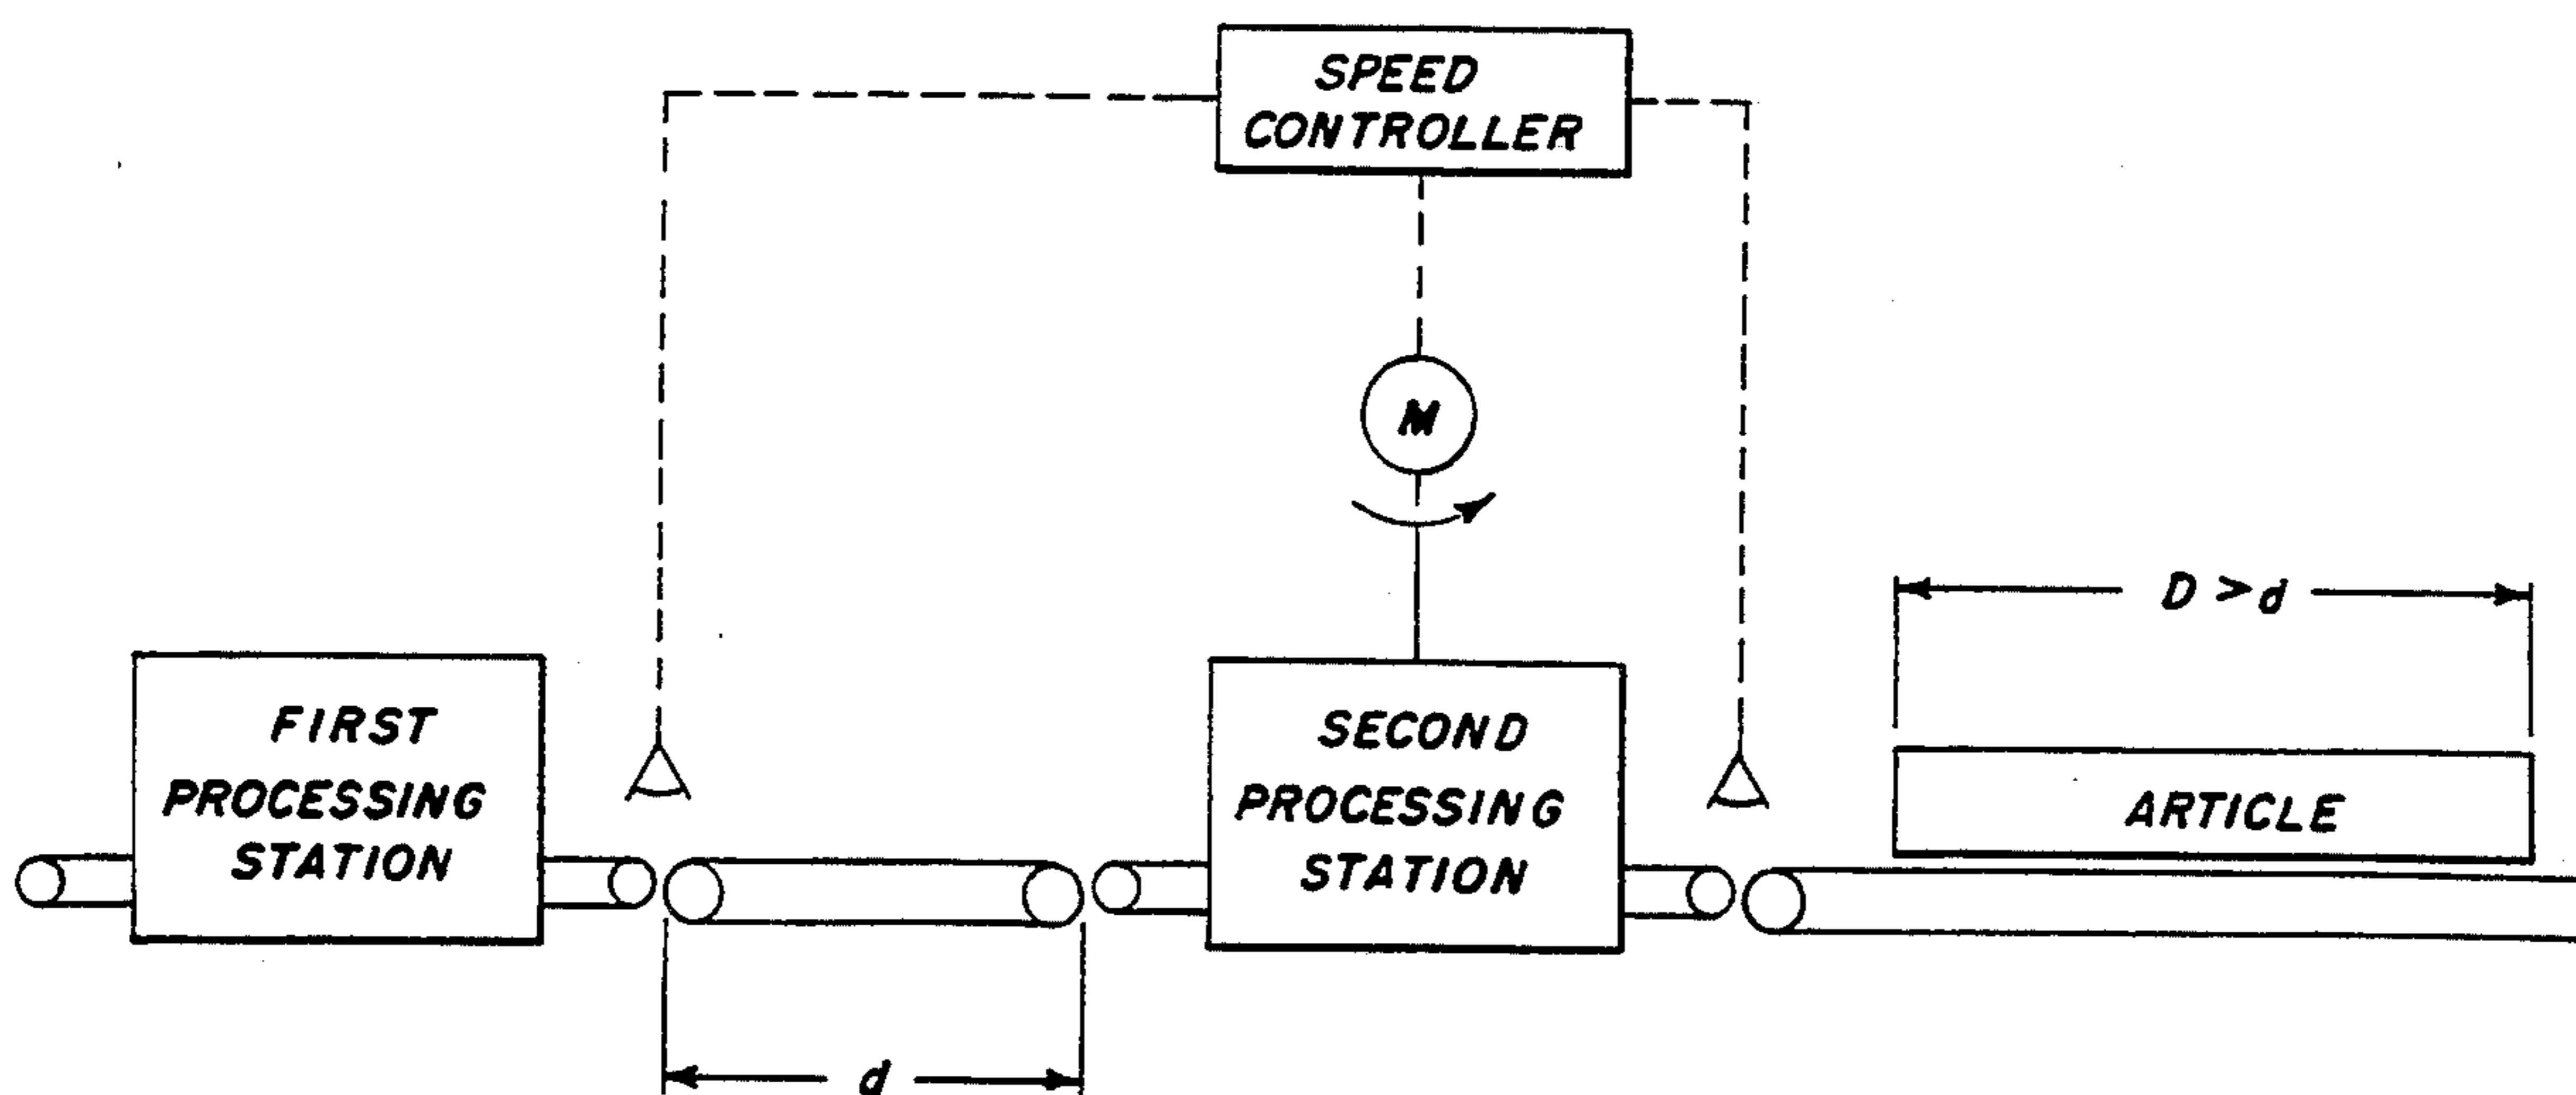 SPEED
CONTROLLER
M
D > d
FIRST
PROCESSING
STATION
SECOND
PROCESSING
STATION
ARTICLE
d